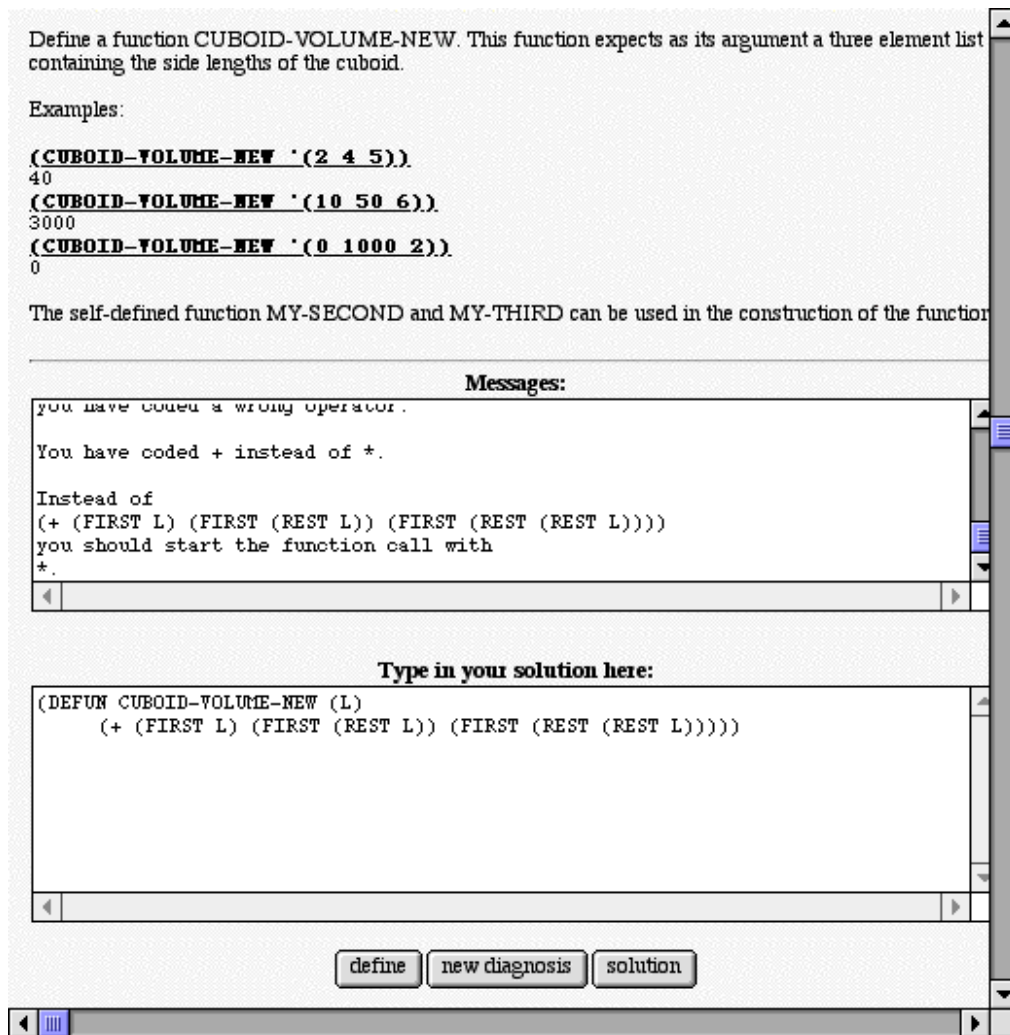 Define a function CUBOID-VOLUME-NEW. This function expects as its argument a three element list
containing the side lengths of the cuboid.
Examples:
(CUBOID-VOLUME-NEW '(2 4 5))
40
(CUBOID-VOLUME-NEW '(10 50 6))
3000
(CUBOID-VOLUME-NEW '(0 1000 2))
0
The self-defined function MY-SECOND and MY-THIRD can be used in the construction of the function
Messages:
you have coded a wrong operator.
You have coded + instead of *.
Instead of
(+ (FIRST L) (FIRST (REST L)) (FIRST (REST (REST L))))
you should start the function call with
*.
Type in your solution here:
(DEFUN CUBOID-VOLUME-NEW (L)
(+ (FIRST L) (FIRST (REST L)) (FIRST (REST (REST L)))))
define new diagnosis solution